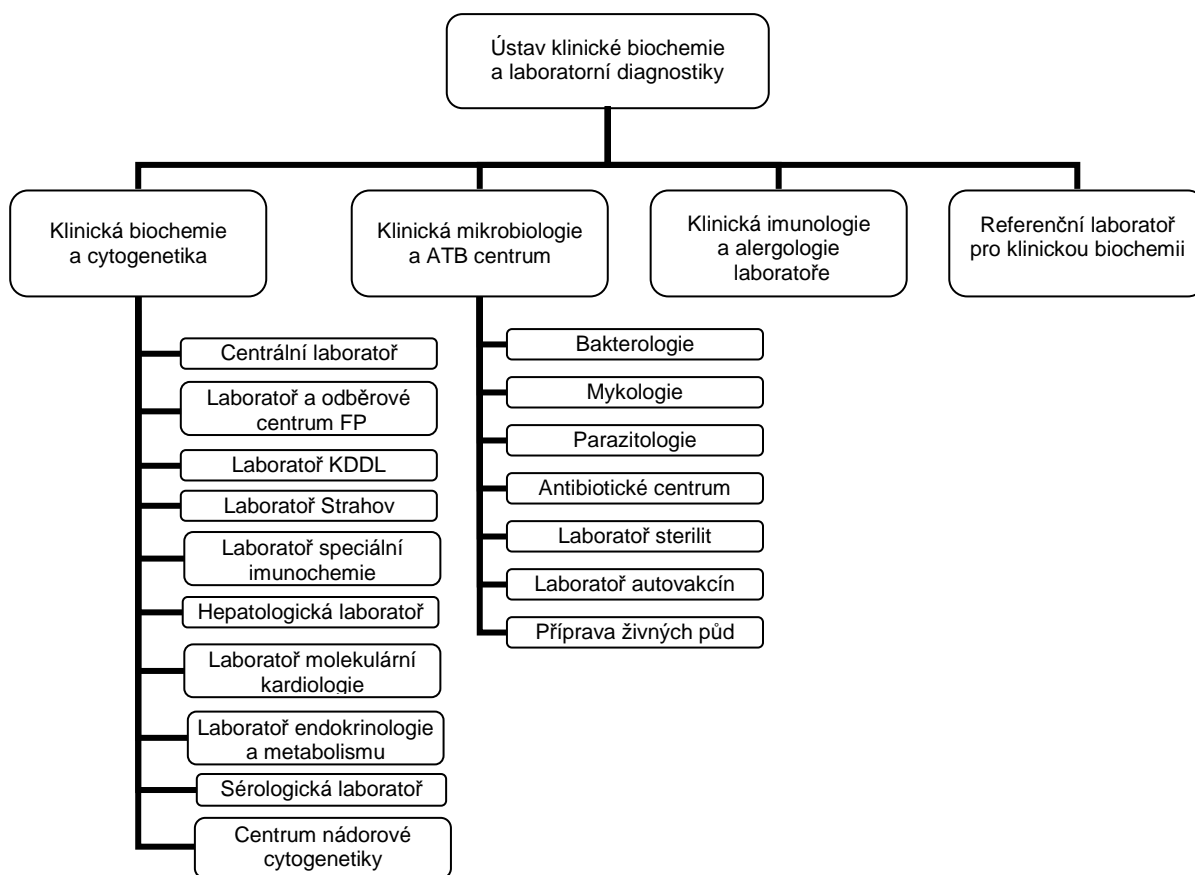 Ústav klinické biochemie
a laboratorní diagnostiky
Klinická biochemie
a cytogenetika
Klinická mikrobiologie
a ATB centrum
Klinická imunologie
a alergologie
laboratoře
Referenční laboratoř
pro klinickou biochemii
Centrální laboratoř
Laboratoř a odběrové
centrum FP
Laboratoř KDDL
Laboratoř Strahov
Laboratoř speciální
imunochemie
Hepatologická laboratoř
Laboratoř molekulární
kardiologie
Laboratoř endokrinologie
a metabolismu
Sérologická laboratoř
Centrum nádorové
cytogenetiky
Bakterologie
Mykologie
Parazitologie
Antibiotické centrum
Laboratoř sterilit
Laboratoř autovakcín
Příprava živných půd